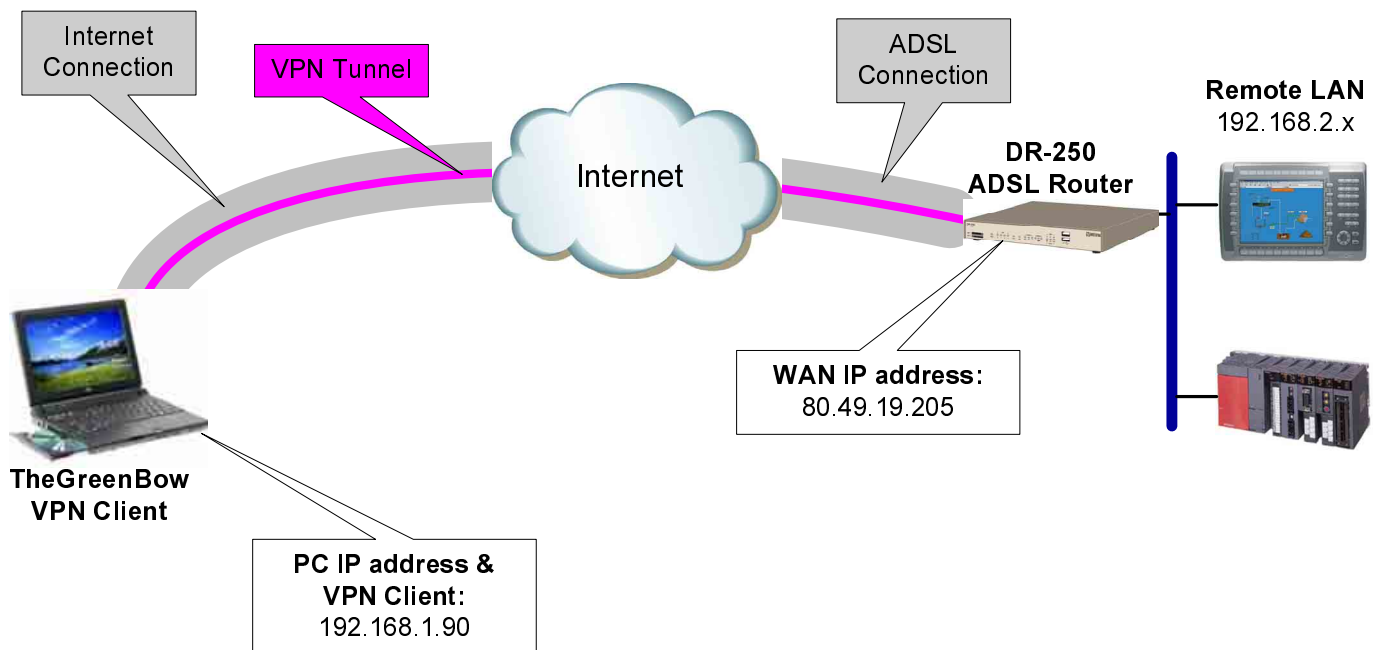 Internet
Connection
VPN Tunnel
ADSL
Connection
Remote LAN
192.168.2.x
DR-250
ADSL Router
Internet
WAN IP address:
80.49.19.205
TheGreenBow
VPN Client
PC IP address &
VPN Client:
192.168.1.90